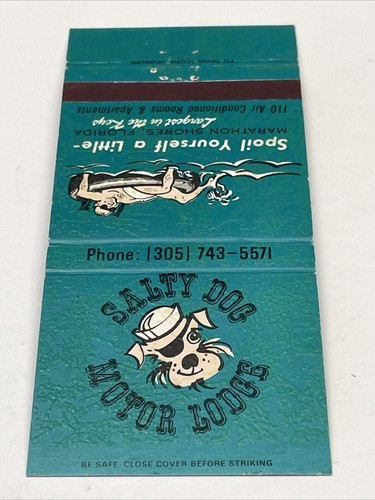 110 Air Conditioned Rooms & Apartments
Largest in the Keys
MARATHON SHORES, FLORIDA
Spoil Yourself a Little-
Phone: (305) 743-5571
SALTY DOG
MOTOR LODGE
BE SAFE. CLOSE COVER BEFORE STRIKING